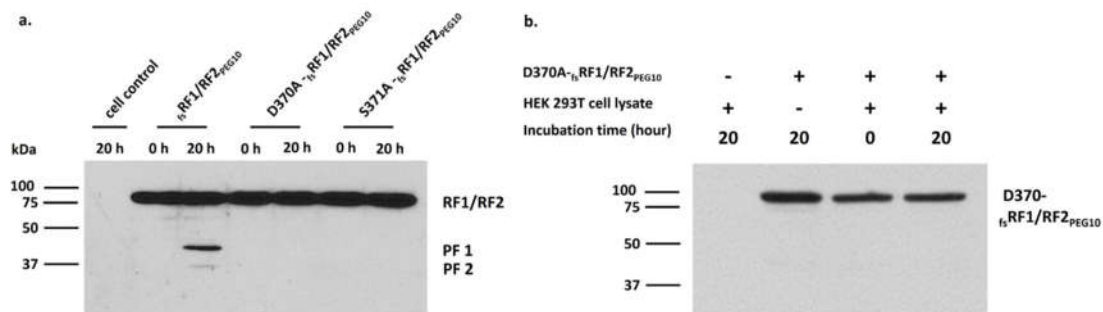 a.
cell control
fsRF1/RF2PEG10
D370A -fsRF1/RF2PEG10
S371A -fsRF1/RF2PEG10
20 h 0 h 20 h 0 h 20 h 0 h 20 h
kDa
100
75
50
37
RF1/RF2
PF 1
PF 2
b.
D370A-fsRF1/RF2PEG10 - + + +
HEK 293T cell lysate + - + +
Incubation time (hour) 20 20 0 20
100
75
50
37
D370-
fsRF1/RF2PEG10